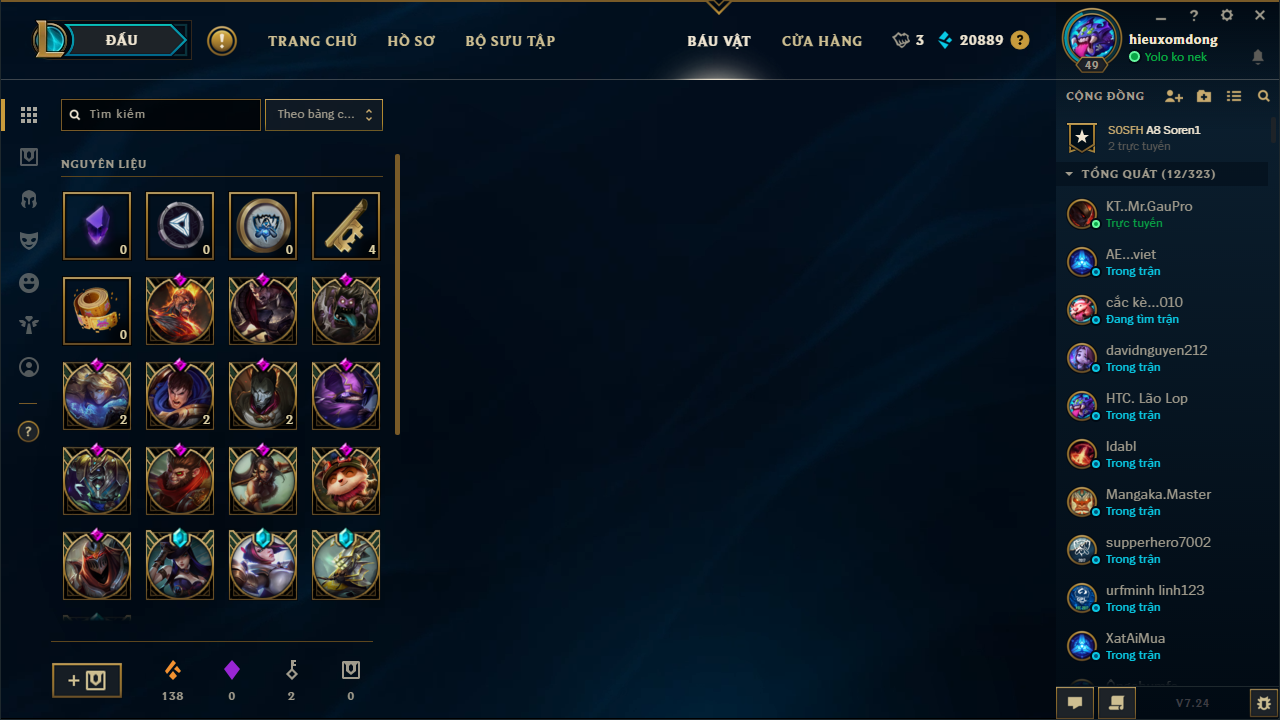 ĐẤU
TRANG CHỦ
HỒ SƠ
BỘ SƯU TẬP
BÁU VẬT
CỬA HÀNG
3
20889
?
?
49
hieuxomdong
Yolo ko nek
CỘNG ĐỒNG
Tìm kiếm
Theo bảng c...
NGUYÊN LIỆU
0
0
0
4
0
2
2
2
?
138
0
2
0
SOSFH A8 Soren1
2 trực tuyến
TỔNG QUÁT (12/323)
KT..Mr.GauPro
Trực tuyến
AE...viet
Trong trận
cắc kè...010
Đang tìm trận
davidnguyen212
Trong trận
HTC. Lão Lop
Trong trận
ldabl
Trong trận
Mangaka.Master
Trong trận
supperhero7002
Trong trận
urfminh linh123
Trong trận
XatAiMua
Trong trận
V7.24